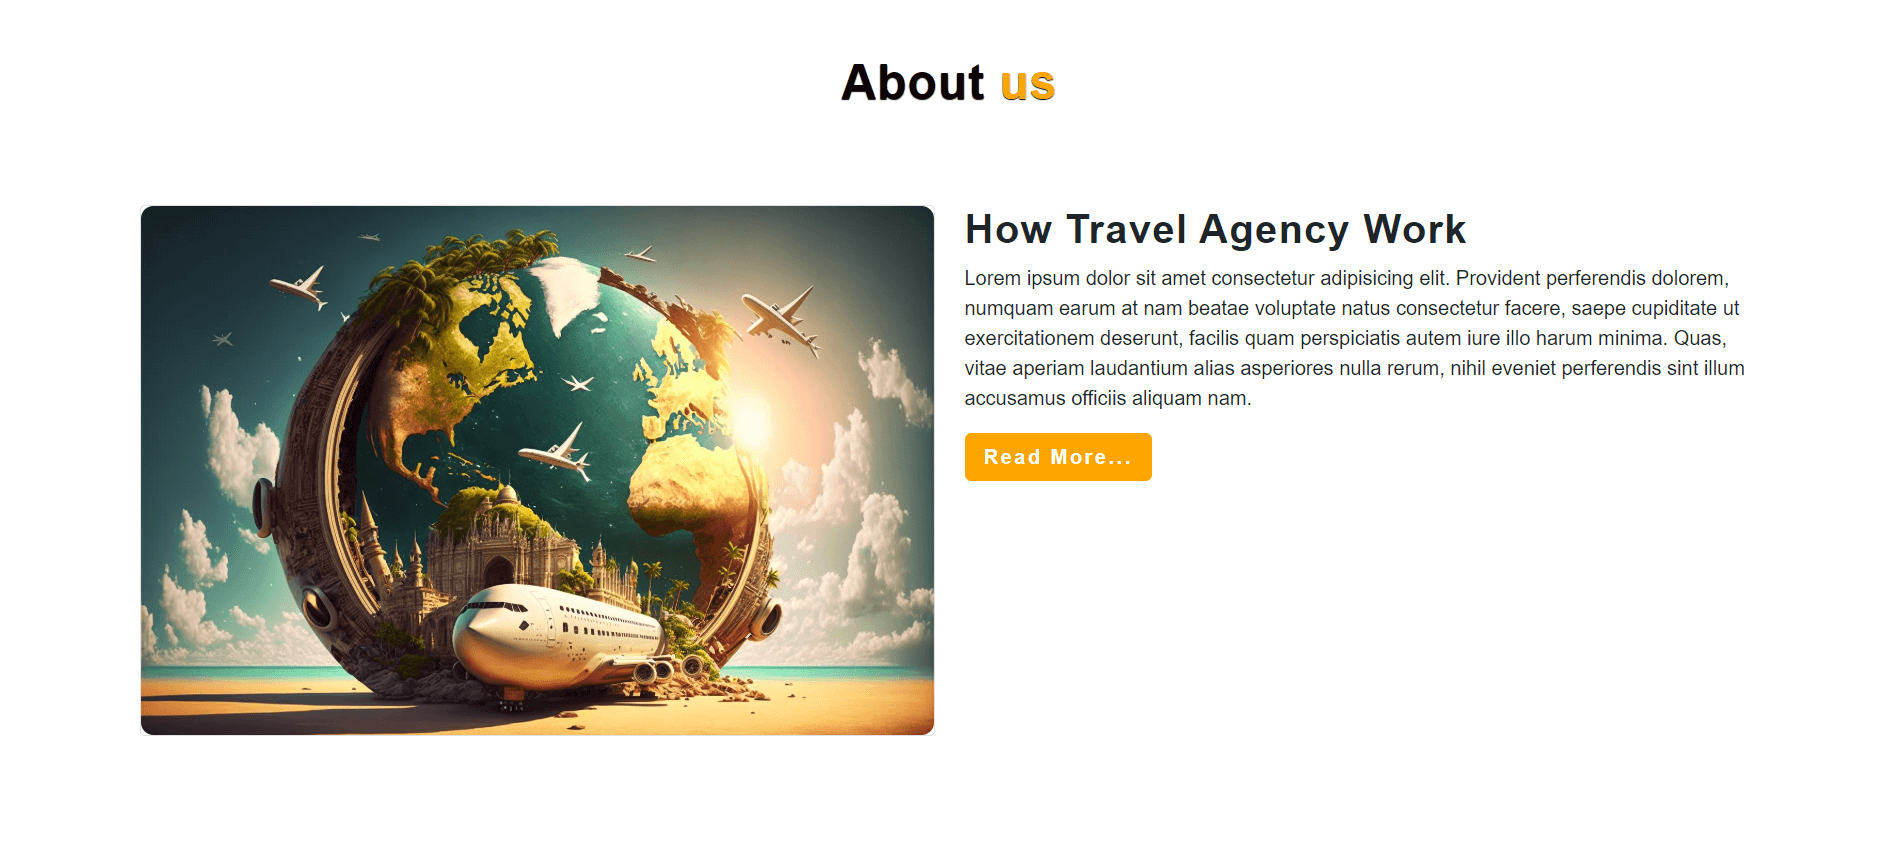 About us
How Travel Agency Work
Lorem ipsum dolor sit amet consectetur adipisicing elit. Provident perferendis dolorem,
numquam earum at nam beatae voluptate natus consectetur facere, saepe cupiditate ut
exercitationem deserunt, facilis quam perspiciatis autem iure illo harum minima. Quas,
vitae aperiam laudantium alias asperiores nulla rerum, nihil eveniet perferendis sint illum
accusamus officiis aliquam nam.
Read More...